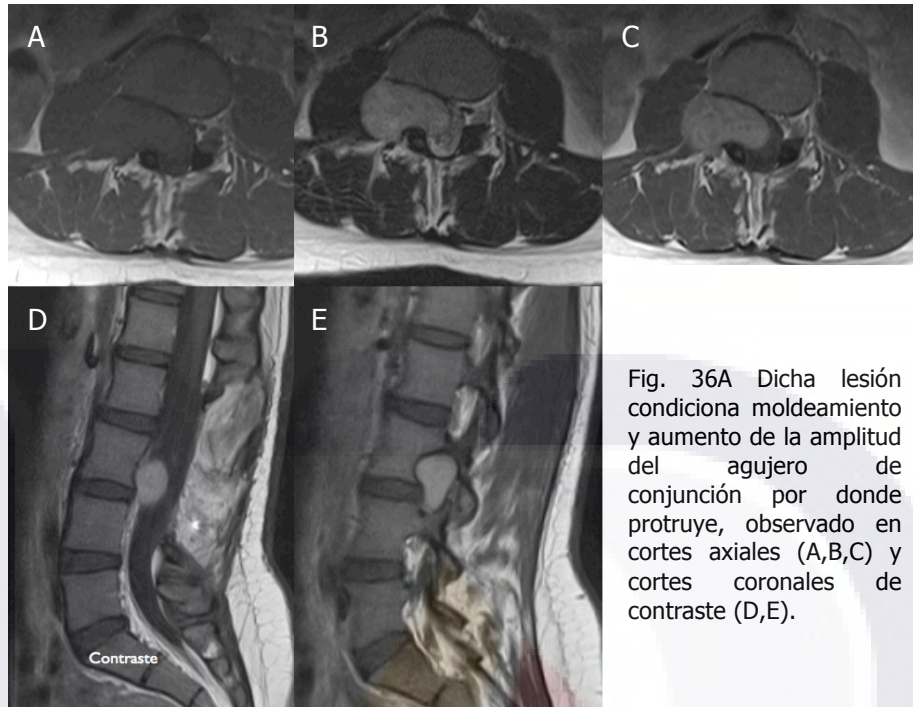 A
B
C
D
E
Contraste
Fig. 36A Dicha lesión
condiciona moldeamiento
y aumento de la amplitud
del agujero de
conjunción por donde
protruye, observado en
cortes axiales (A,B,C) y
cortes coronales de
contraste (D,E).